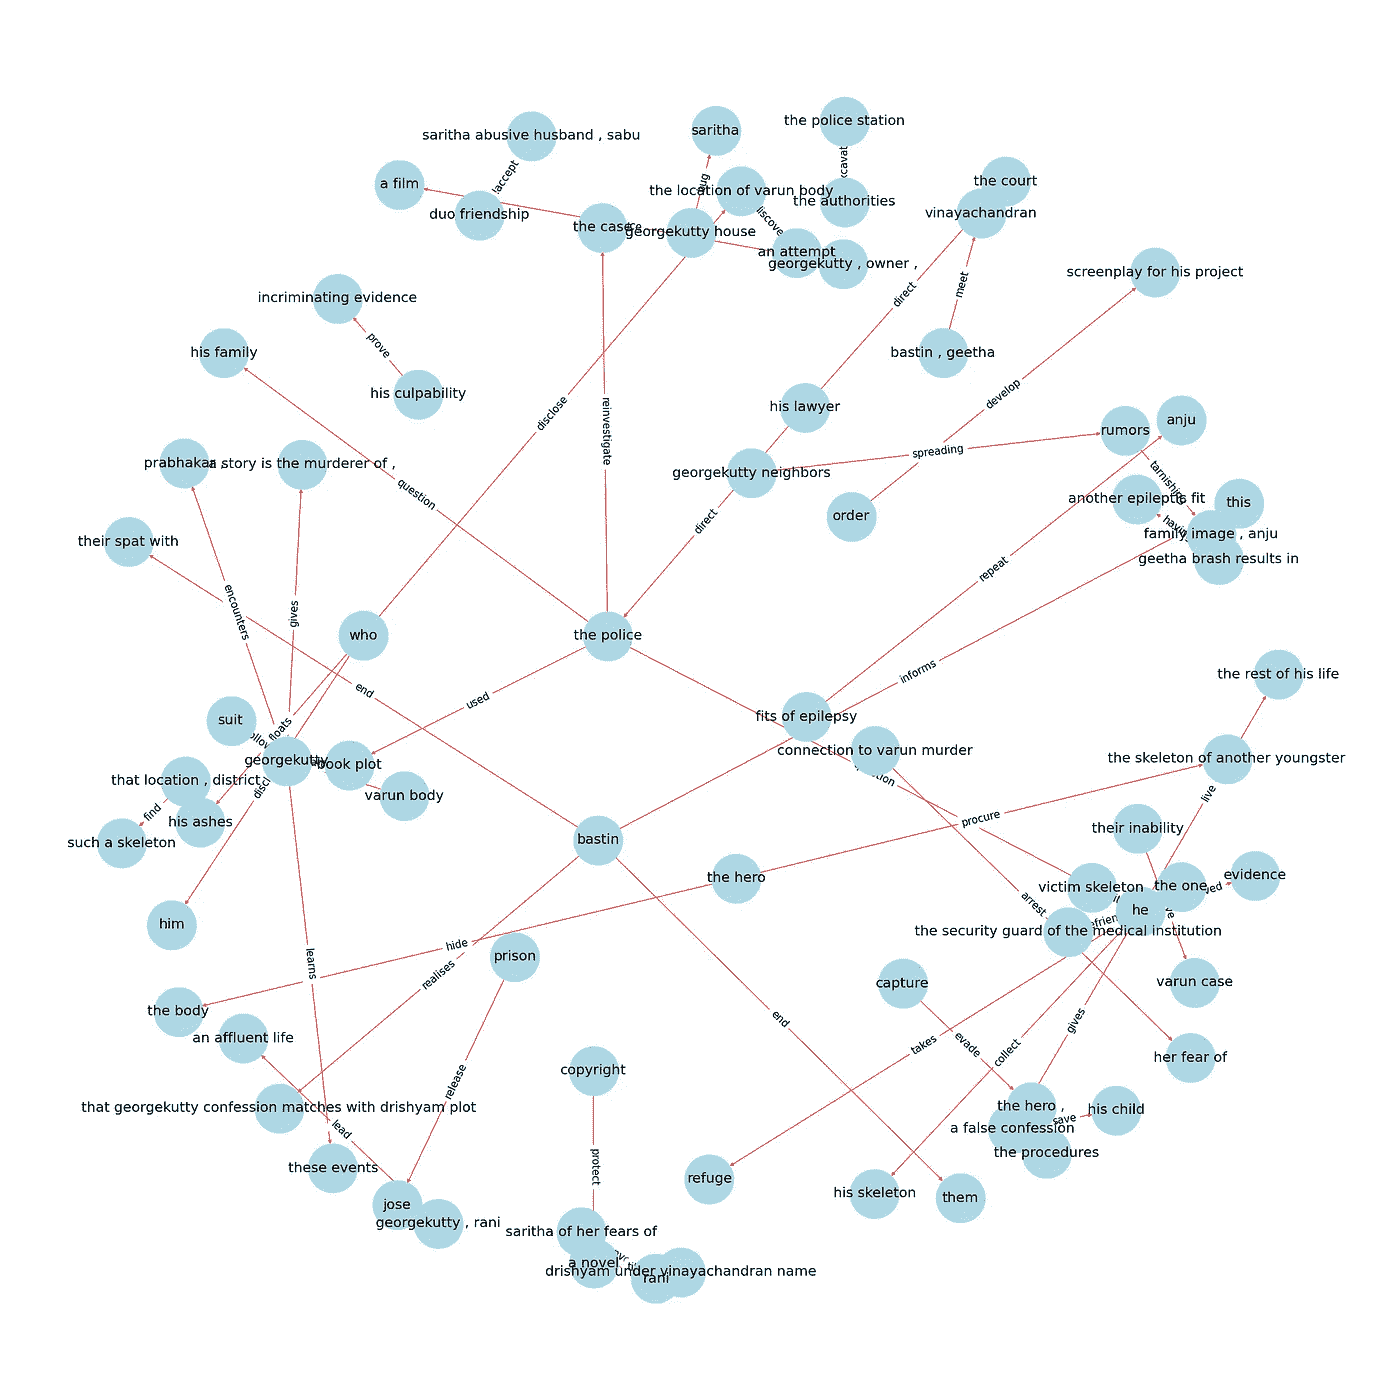 the police station
saritha
saritha abusive husband , sabu
accept
a film
duo friendship
the location of varun body
the authorities
the court
vinayachandran
the case
georgekutty house
an attempt
georgekutty , owner ,
screenplay for his project
meet
direct
incriminating evidence
prove
his family
bastin , geetha
his culpability
develop
disclose
his lawyer
reinvestigate
anju
rumors
spreading
prabhakar ,
a story is the murderer of ,
georgekutty neighbors
tarnishing
question
another epileptis fit
this
order
direct
having
family image , anju
their spat with
geetha brash results in
repeat
encounters
gives
who
the police
informs
the rest of his life
end
used
suit
floats
fits of epilepsy
connection to varun murder
georgekutty
book plot
the skeleton of another youngster
that location , district
varun body
live
find
his ashes
procure
such a skeleton
bastin
their inability
the hero
victim skeleton
the one
evidence
arrest
he
him
the security guard of the medical institution
hide
prison
learns
realises
capture
varun case
the body
end
gives
an affluent life
evade
takes
collect
her fear of
copyright
release
that georgekutty confession matches with drishyam plot
the hero ,
his child
save
lead
a false confession
the procedures
these events
protect
refuge
his skeleton
them
jose
georgekutty , rani
saritha of her fears of
a novel
drishyam under vinayachandran name
rani